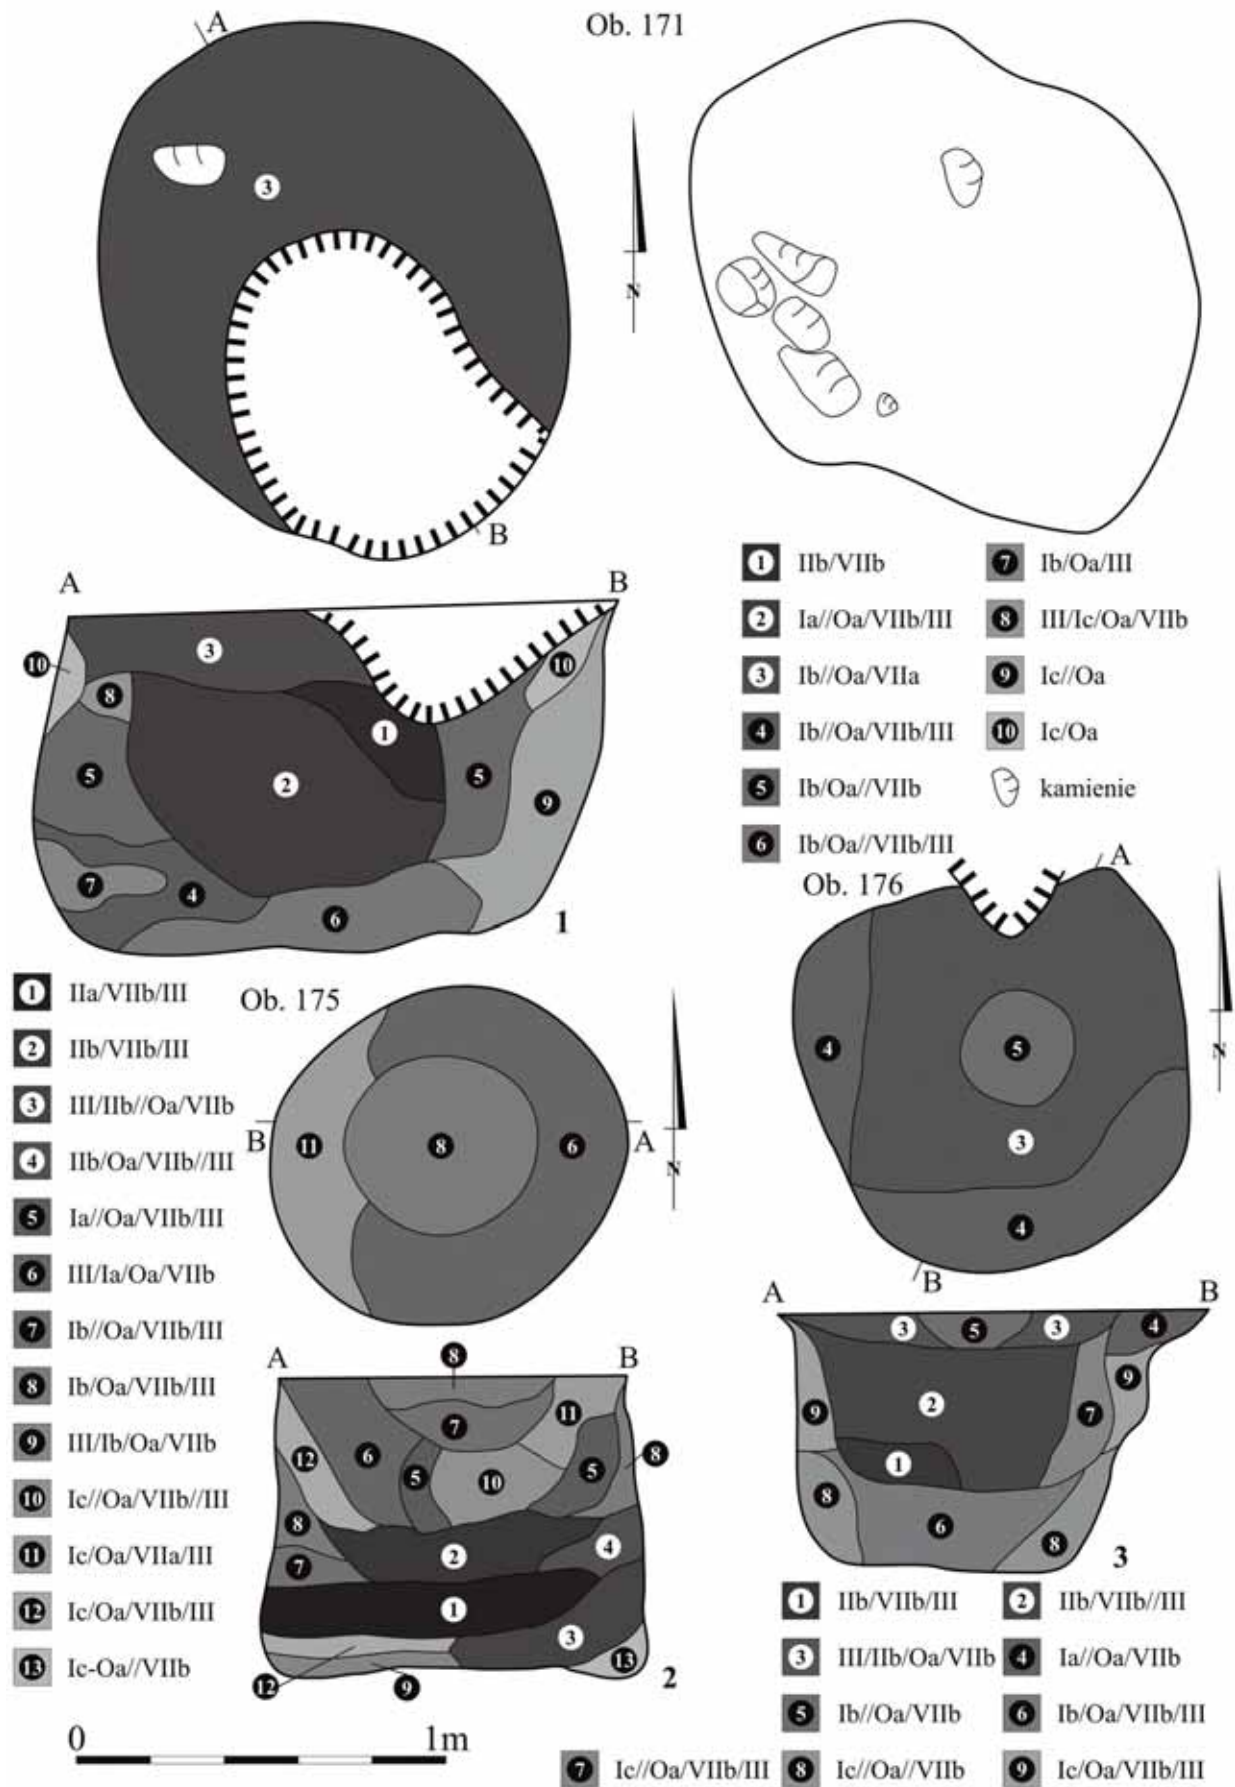 Ob. 171
A
3
N
B
A
B
10
3
8
1
10
5
2
5
9
7
4
6
1
1 IIb/VIIb
2 Ia//Oa/VIIb/III
3 Ib//Oa/VIIa
4 Ib//Oa/VIIb/III
5 Ib/Oa//VIIb
6 Ib/Oa//VIIb/III
7 Ib/Oa/III
8 III/Ic/Oa/VIIb
9 Ic//Oa
10 Ic/Oa
kamienie
Ob. 175
1 IIa/VIIb/III
2 IIb/VIIb/III
3 III/IIb//Oa/VIIb
4 IIb/Oa/VIIb//III
5 Ia//Oa/VIIb/III
6 III/Ia/Oa/VIIb
7 Ib//Oa/VIIb/III
8 Ib/Oa/VIIb/III
9 III/Ib/Oa/VIIb
10 Ic//Oa/VIIb//III
11 Ic/Oa/VIIa/III
12 Ic/Oa/VIIb/III
13 Ic-Oa//VIIb
B
11
8
6
A
N
A
8
B
7
11
12
6
5
10
5
8
8
2
4
7
1
3
13
12
9
2
0 1m
Ob. 176
A
N
4
5
3
4
B
A
B
3
5
3
4
9
2
9
7
1
8
6
8
3
1 IIb/VIIb/III
2 IIb/VIIb//III
3 III/IIb/Oa/VIIb
4 Ia//Oa/VIIb
5 Ib//Oa/VIIb
6 Ib/Oa/VIIb/III
7 Ic//Oa/VIIb/III
8 Ic//Oa//VIIb
9 Ic/Oa/VIIb/III